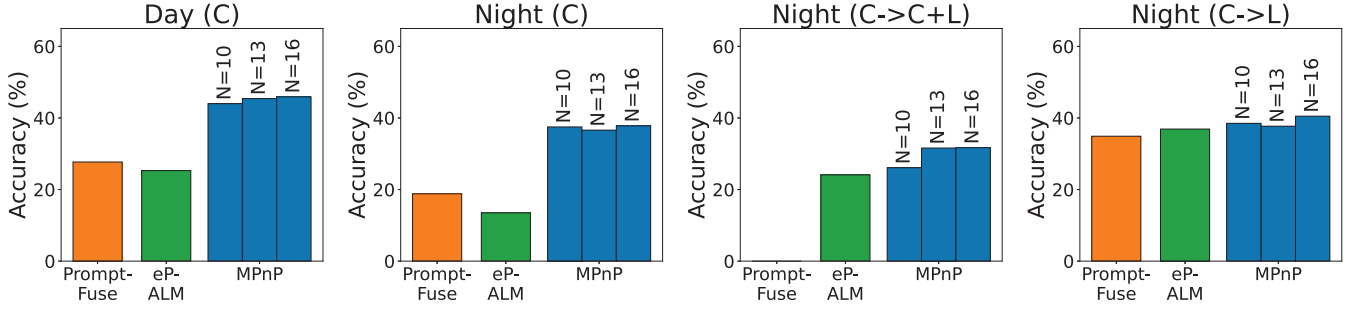 Day (C)
Accuracy (%)
60
40
20
0
N=10
N=13
N=16
Prompt-
Fuse
eP-
ALM
MPnP
Night (C)
Accuracy (%)
60
40
20
0
N=10
N=13
N=16
Prompt-
Fuse
eP-
ALM
MPnP
Night (C->C+L)
Accuracy (%)
60
40
20
0
N=10
N=13
N=16
Prompt-
Fuse
eP-
ALM
MPnP
Night (C->L)
Accuracy (%)
60
40
20
0
N=10
N=13
N=16
Prompt-
Fuse
eP-
ALM
MPnP